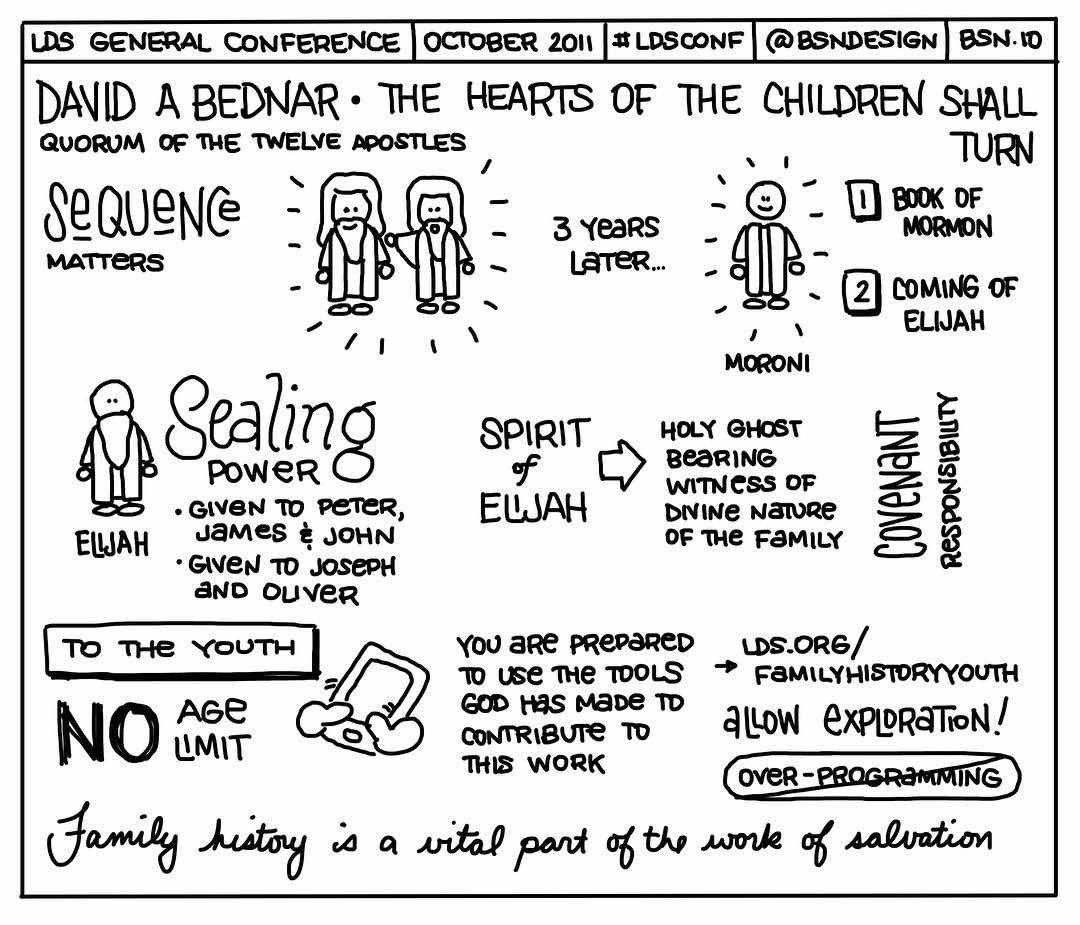 LDS GENERAL CONFERENCE OCTOBER 2011 #LDSCONF @BSNDESIGN BSN.IO
DAVID A BEDNAR • THE HEARTS OF THE CHILDREN SHALL
TURN
QUORUM OF THE TWELVE APOSTLES
SEQUENCE
MATTERS
3 YEARS
LATER...
MORONI
1 BOOK OF
MORMON
2 COMING OF
ELIJAH
ELIJAH
Sealing
POWER
• GIVEN TO PETER,
JAMES & JOHN
• GIVEN TO JOSEPH
AND OLIVER
SPIRIT
of
ELIJAH
HOLY GHOST
BEARING
WITNESS OF
DIVINE NATURE
OF THE FAMILY
COVENANT
RESPONSIBILITY
TO THE YOUTH
NO AGE
LIMIT
YOU ARE PREPARED
TO USE THE TOOLS
GOD HAS MADE TO
CONTRIBUTE TO
THIS WORK
→ LDS.ORG/
FAMILYHISTORYYOUTH
ALLOW EXPLORATION!
OVER-PROGRAMMING
Family history is a vital part of the work of salvation